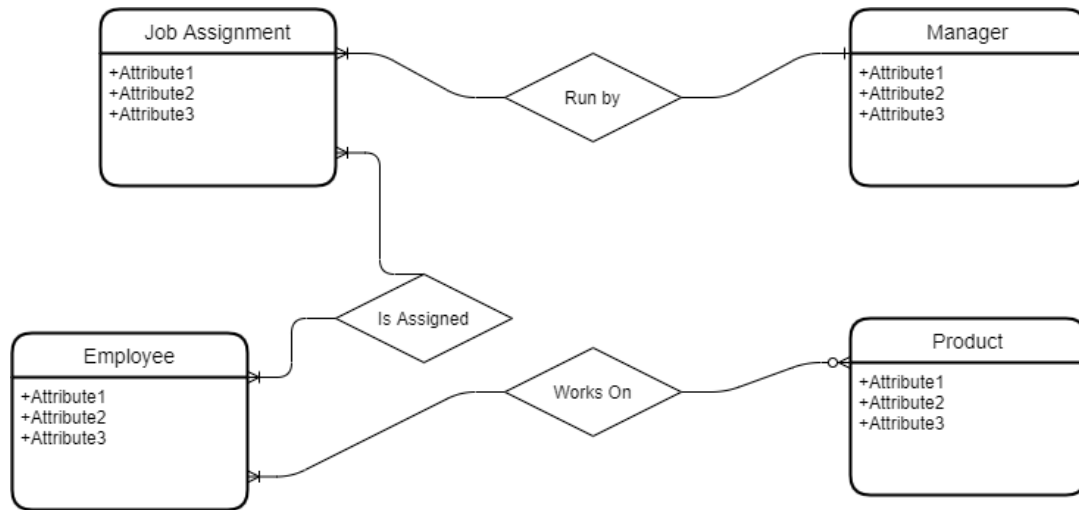 Job Assignment
+Attribute1
+Attribute2
+Attribute3
Run by
Manager
+Attribute1
+Attribute2
+Attribute3
Is Assigned
Employee
+Attribute1
+Attribute2
+Attribute3
Works On
Product
+Attribute1
+Attribute2
+Attribute3